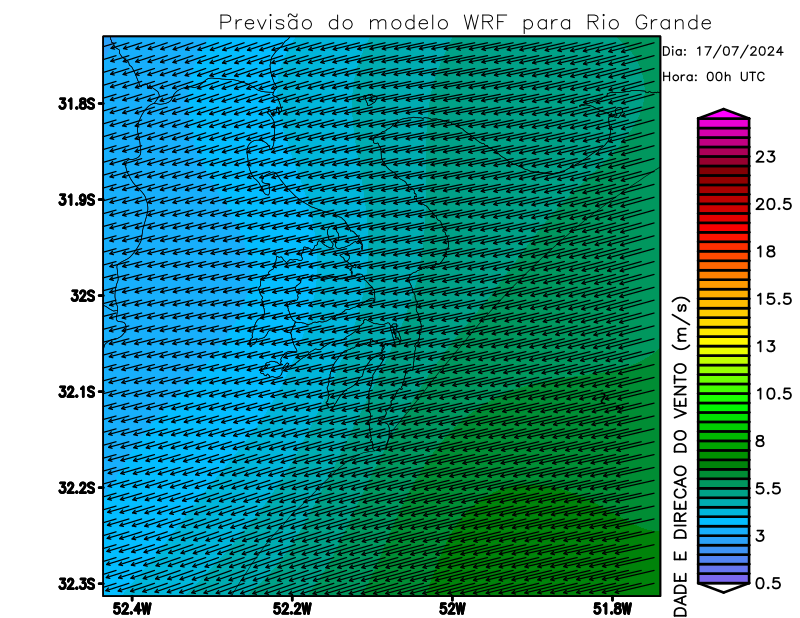 Previsão do modelo WRF para Rio Grande
Dia: 17/07/2024
Hora: 00h UTC
31.8S
31.9S
32S
32.1S
32.2S
32.3S
52.4W
52.2W
52W
51.8W
23
20.5
18
15.5
13
10.5
8
5.5
3
0.5
DADE E DIRECAO DO VENTO (m/s)